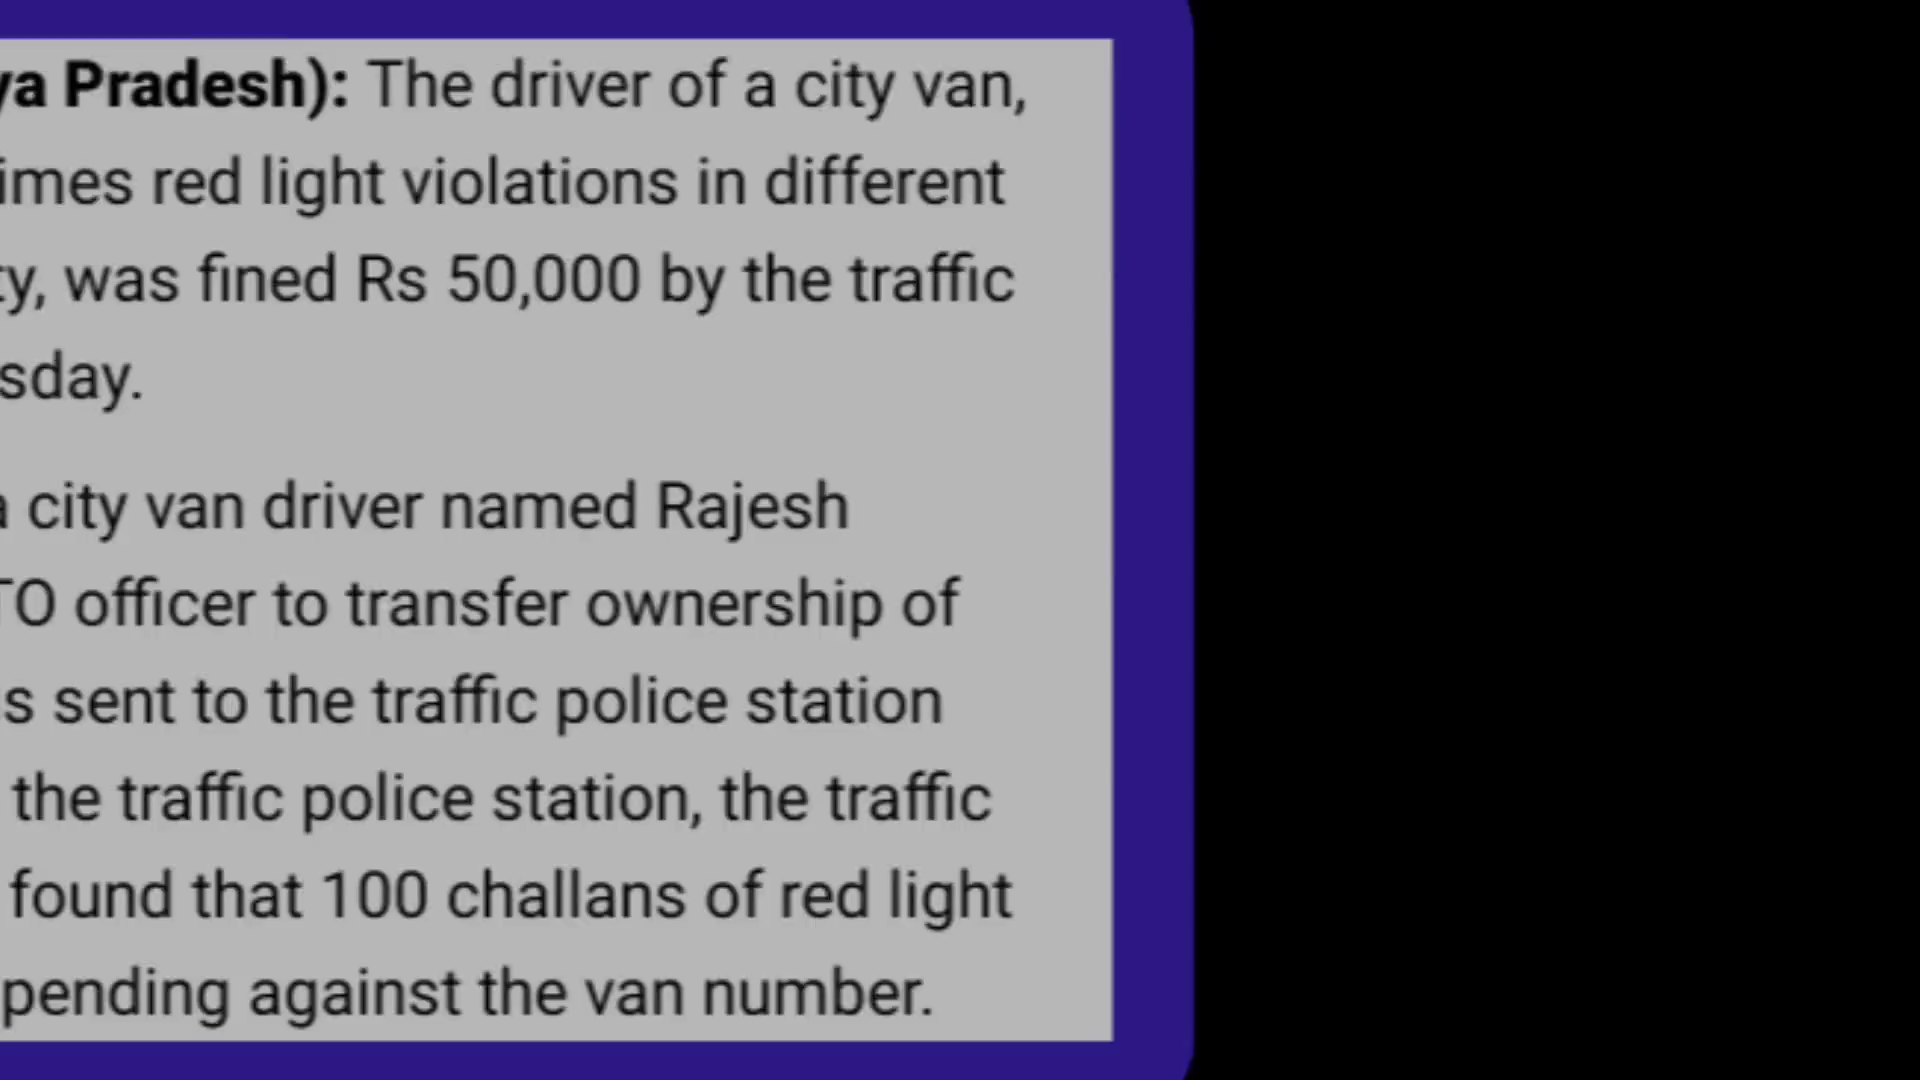 ya Pradesh): The driver of a city van,
imes red light violations in different
ty, was fined Rs 50,000 by the traffic
sday.
a city van driver named Rajesh
TO officer to transfer ownership of
s sent to the traffic police station
the traffic police station, the traffic
found that 100 challans of red light
pending against the van number.